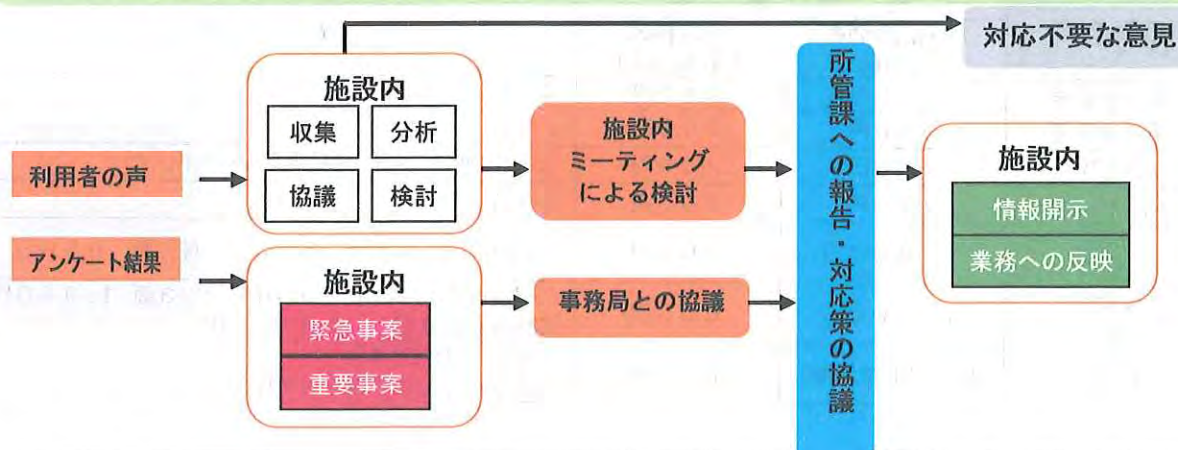 対応不要な意見
利用者の声
アンケート結果
施設内
収集
分析
協議
検討
施設内
緊急事案
重要事案
施設内
ミーティング
による検討
事務局との協議
所管課への報告・対応策の協議
施設内
情報開示
業務への反映